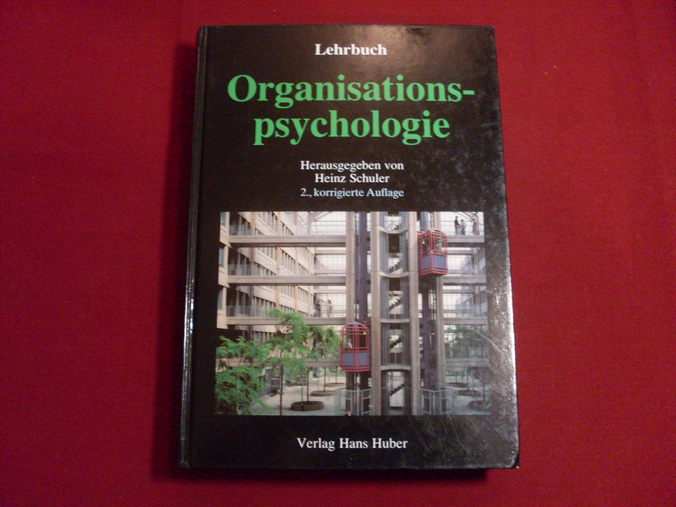 Lehrbuch
Organisations-
psychologie
Herausgegeben von
Heinz Schuler
2., korrigierte Auflage
Verlag Hans Huber